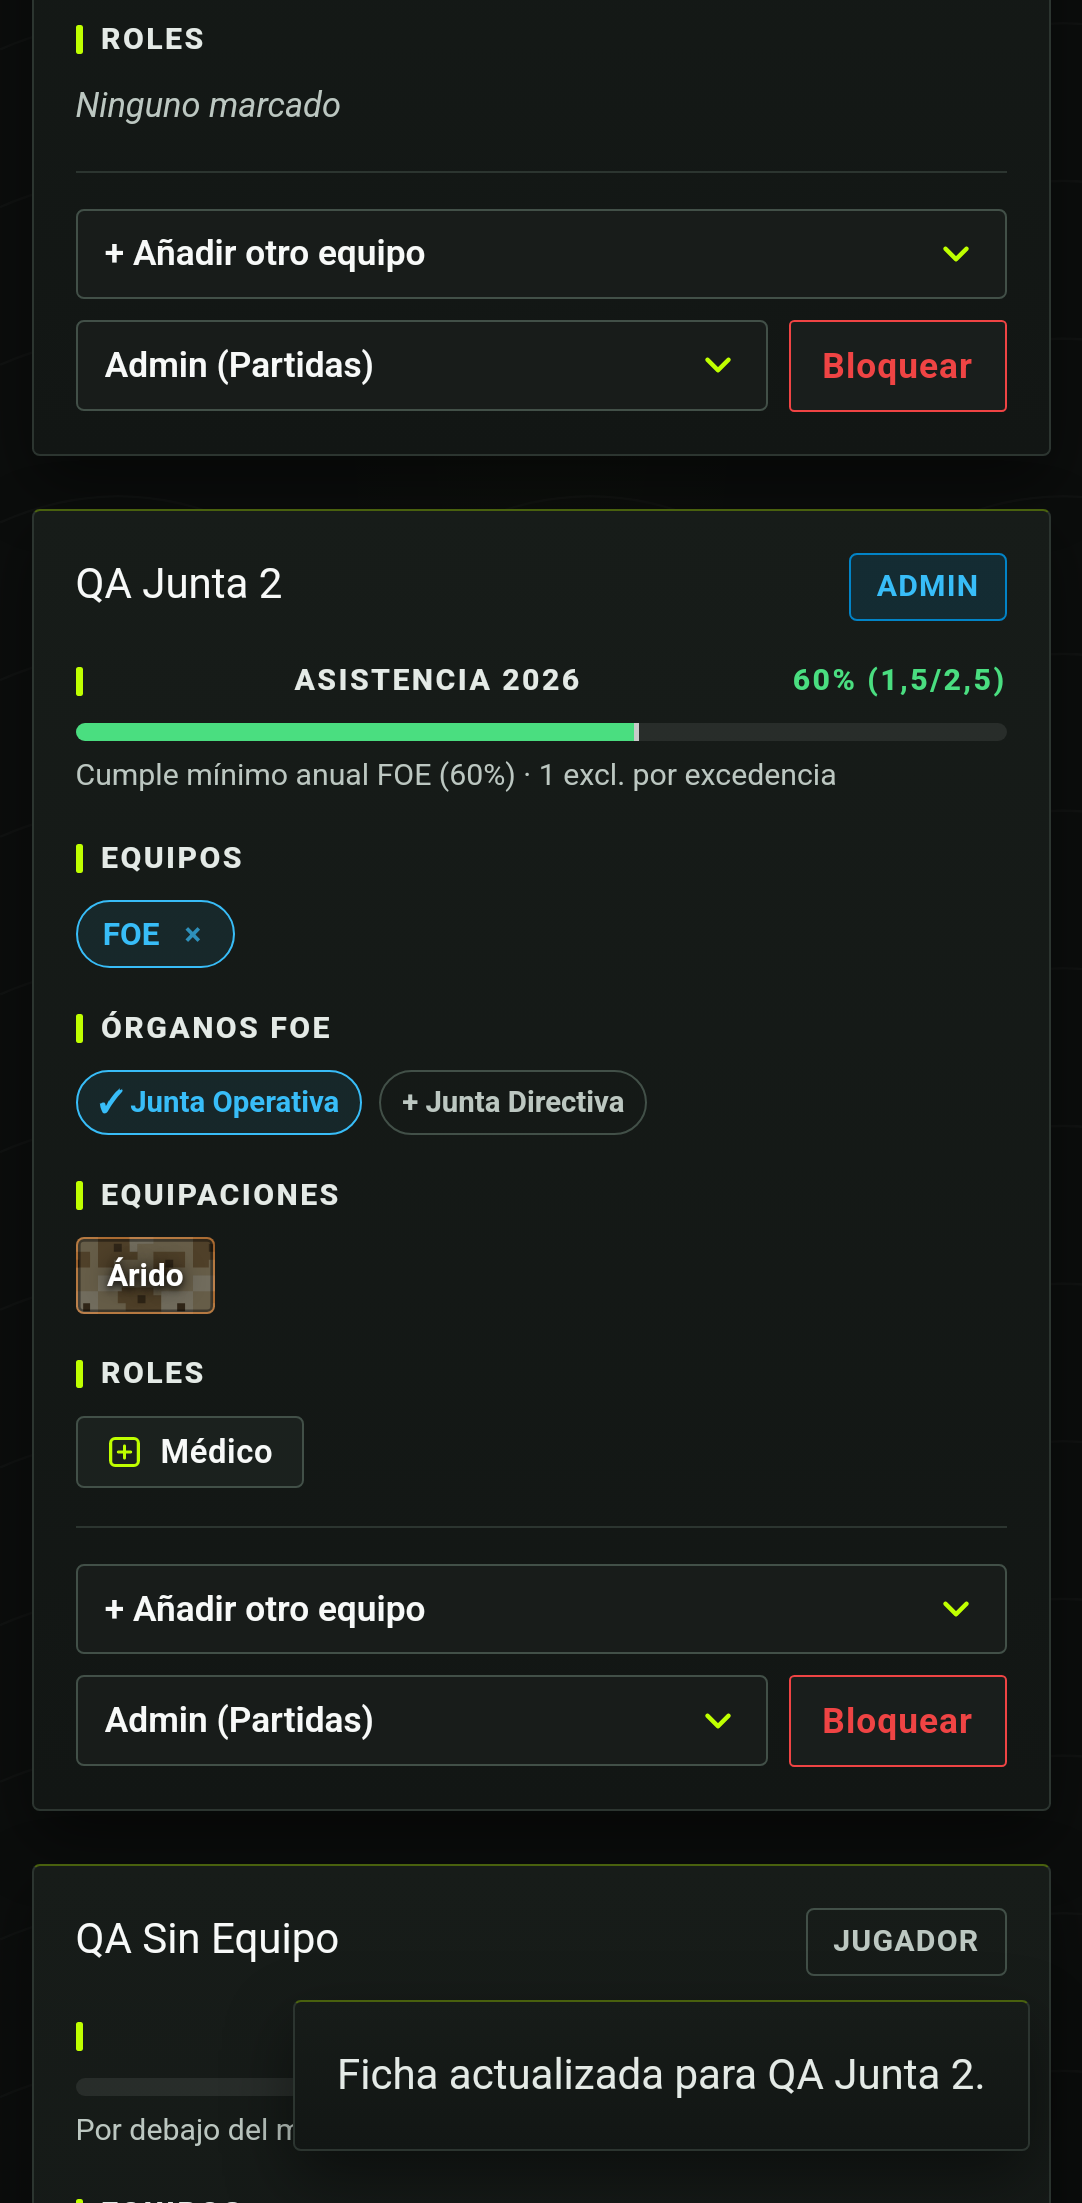 ROLES
Ninguno marcado
+ Añadir otro equipo
Admin (Partidas)
Bloquear
QA Junta 2
ADMIN
ASISTENCIA 2026
60% (1,5/2,5)
Cumple mínimo anual FOE (60%) · 1 excl. por excedencia
EQUIPOS
FOE ×
ÓRGANOS FOE
✓ Junta Operativa
+ Junta Directiva
EQUIPACIONES
Árido
ROLES
Médico
+ Añadir otro equipo
Admin (Partidas)
Bloquear
QA Sin Equipo
JUGADOR
Ficha actualizada para QA Junta 2.
Por debajo del